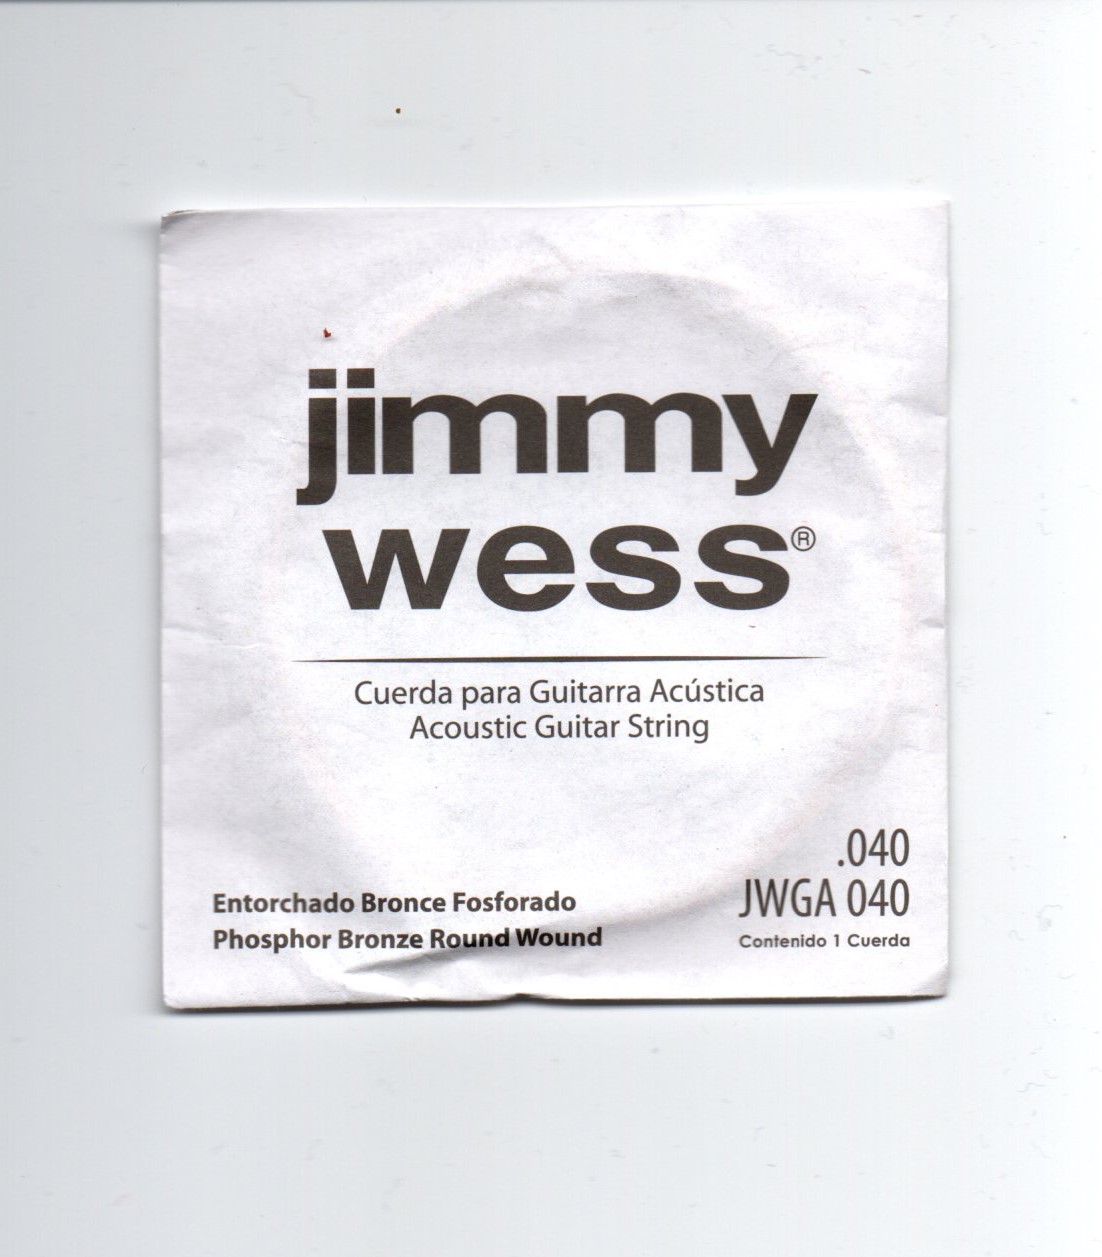 jimmy
wess®
Cuerda para Guitarra Acústica
Acoustic Guitar String
.040
JWGA 040
Contenido 1 Cuerda
Entorchado Bronce Fosforado
Phosphor Bronze Round Wound